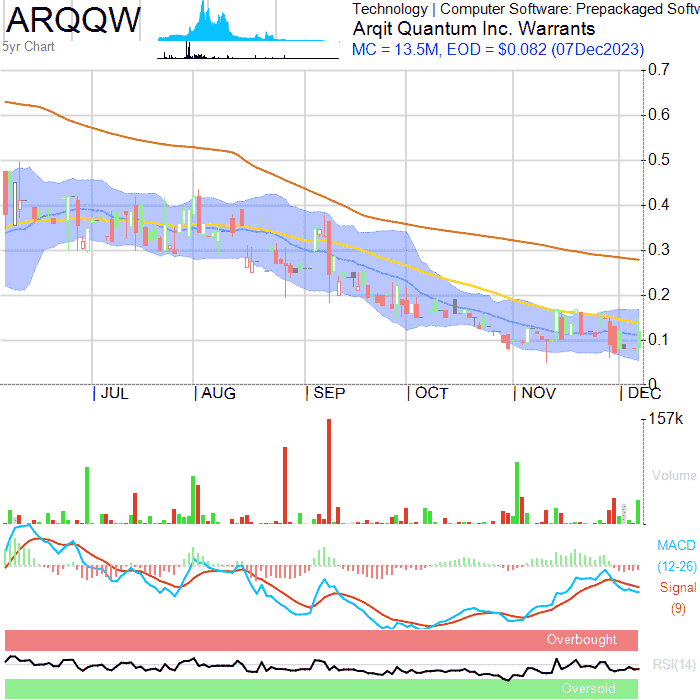 ARQQW
5yr Chart
Technology | Computer Software: Prepackaged Softw
Arqit Quantum Inc. Warrants
MC = 13.5M, EOD = $0.082 (07Dec2023)
0.7
0.6
0.5
0.4
0.3
0.2
0.1
0
JUL
AUG
SEP
OCT
NOV
DEC
157k
Volume
MACD
(12-26)
Signal
(9)
Overbought
RSI(14)
Oversold